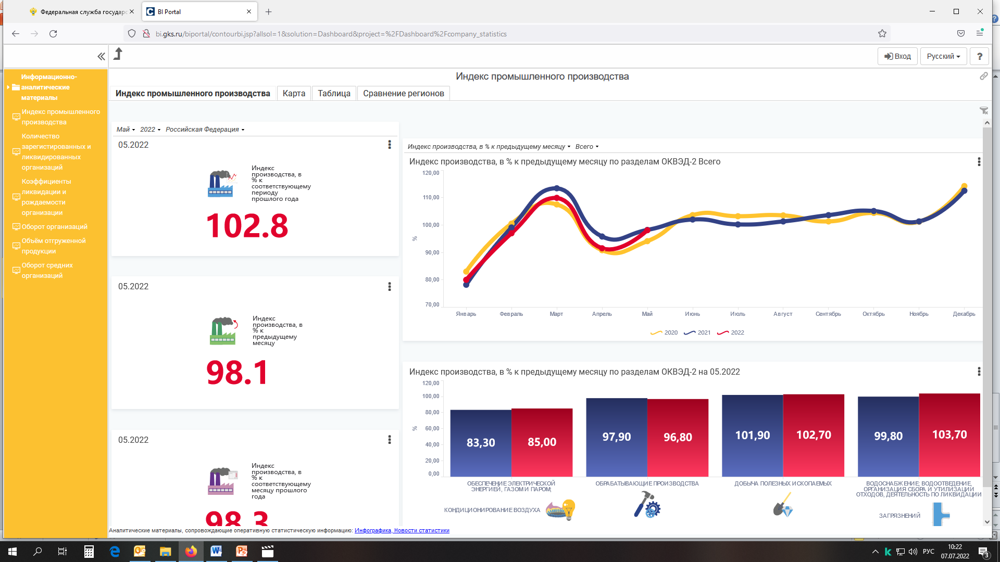 Федеральная служба государс
BI Portal
bi.gks.ru/biportal/contourbi.jsp?allsol=1&solution=Dashboard&project=%2FDashboard%2Fcompany_statistics
Вход
Русский
?
Информационно-
аналитические
материалы
Индекс промышленного
производства
Количество
зарегистрированных и
ликвидированных
организаций
Коэффициенты
ликвидации и
рождаемости
организации
Оборот организаций
Объём отгруженной
продукции
Оборот средних
организаций
Индекс промышленного производства
Индекс промышленного производства
Карта
Таблица
Сравнение регионов
Май
2022
Российская Федерация
05.2022
Индекс
производства, в
% к
соответствующему
периоду
прошлого года
102.8
05.2022
Индекс
производства, в
% к
предыдущему
месяцу
98.1
05.2022
Индекс
производства, в
% к
соответствующему
месяцу прошлого
года
98.3
Индекс производства, в % к предыдущему месяцу
Всего
Индекс производства, в % к предыдущему месяцу по разделам ОКВЭД-2 Всего
120,00
110,00
100,00
90,00
80,00
70,00
%
Январь
Февраль
Март
Апрель
Май
Июнь
Июль
Август
Сентябрь
Октябрь
Ноябрь
Декабрь
2020
2021
2022
Индекс производства, в % к предыдущему месяцу по разделам ОКВЭД-2 на 05.2022
120,00
100,00
80,00
60,00
40,00
20,00
0,00
%
83,30
85,00
97,90
96,80
101,90
102,70
99,80
103,70
ОБЕСПЕЧЕНИЕ ЭЛЕКТРИЧЕСКОЙ
ЭНЕРГИЕЙ, ГАЗОМ И ПАРОМ;
КОНДИЦИОНИРОВАНИЕ ВОЗДУХА
ОБРАБАТЫВАЮЩИЕ ПРОИЗВОДСТВА
ДОБЫЧА ПОЛЕЗНЫХ ИСКОПАЕМЫХ
ВОДОСНАБЖЕНИЕ; ВОДООТВЕДЕНИЕ,
ОРГАНИЗАЦИЯ СБОРА И УТИЛИЗАЦИИ
ОТХОДОВ, ДЕЯТЕЛЬНОСТЬ ПО ЛИКВИДАЦИИ
ЗАГРЯЗНЕНИЙ
Аналитические материалы, сопровождающие оперативную статистическую информацию: Инфографика, Новости статистики
РУС
10:22
07.07.2022
3